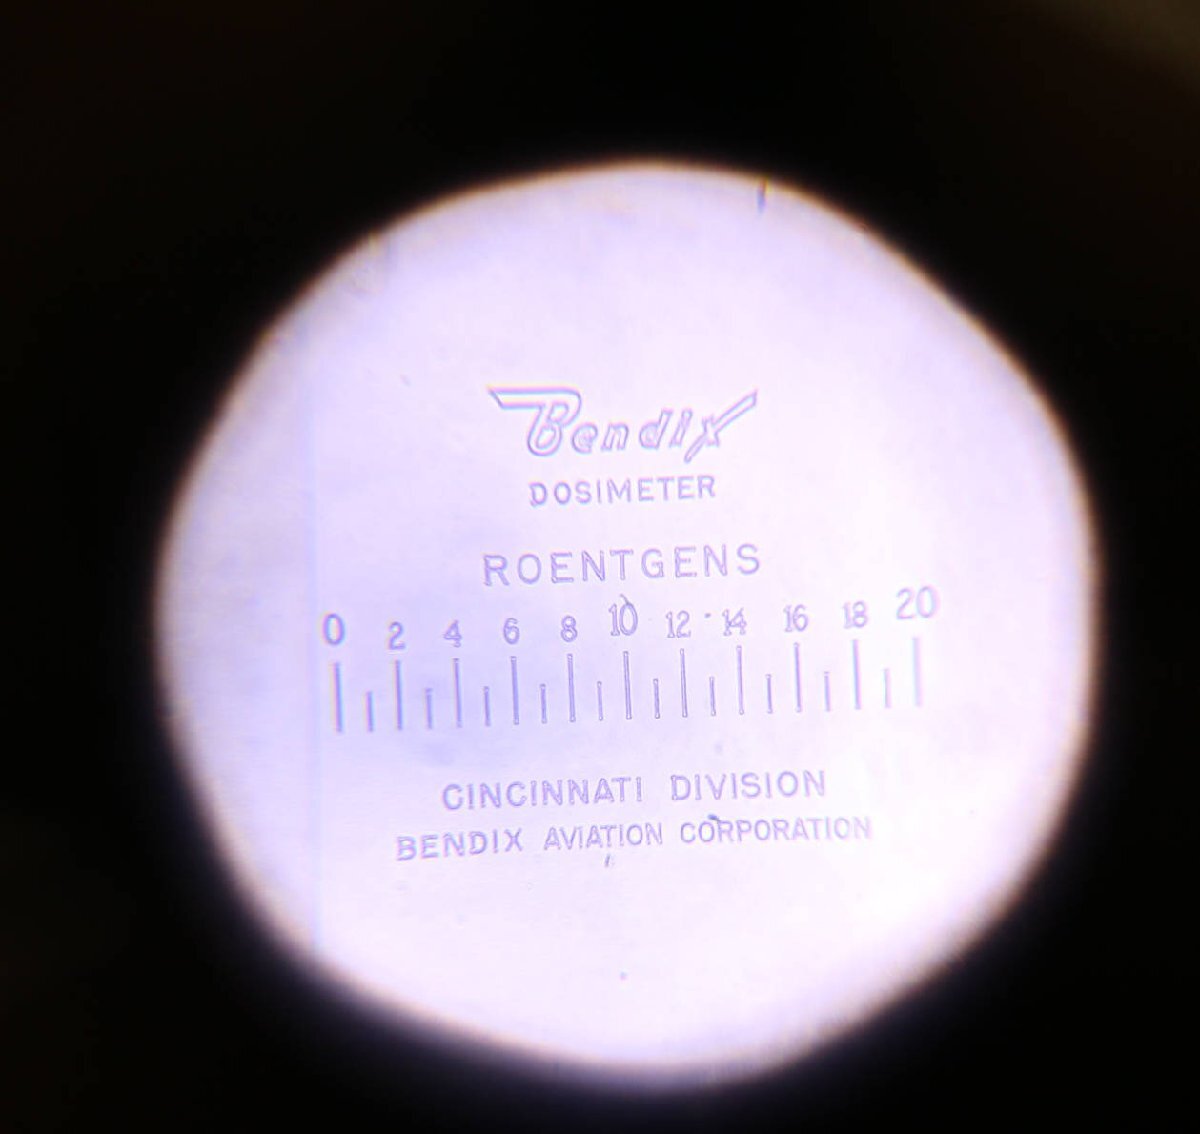 Bendix
DOSIMETER
ROENTGENS
0 2 4 6 8 10 12 14 16 18 20
CINCINNATI DIVISION
BENDIX AVIATION CORPORATION